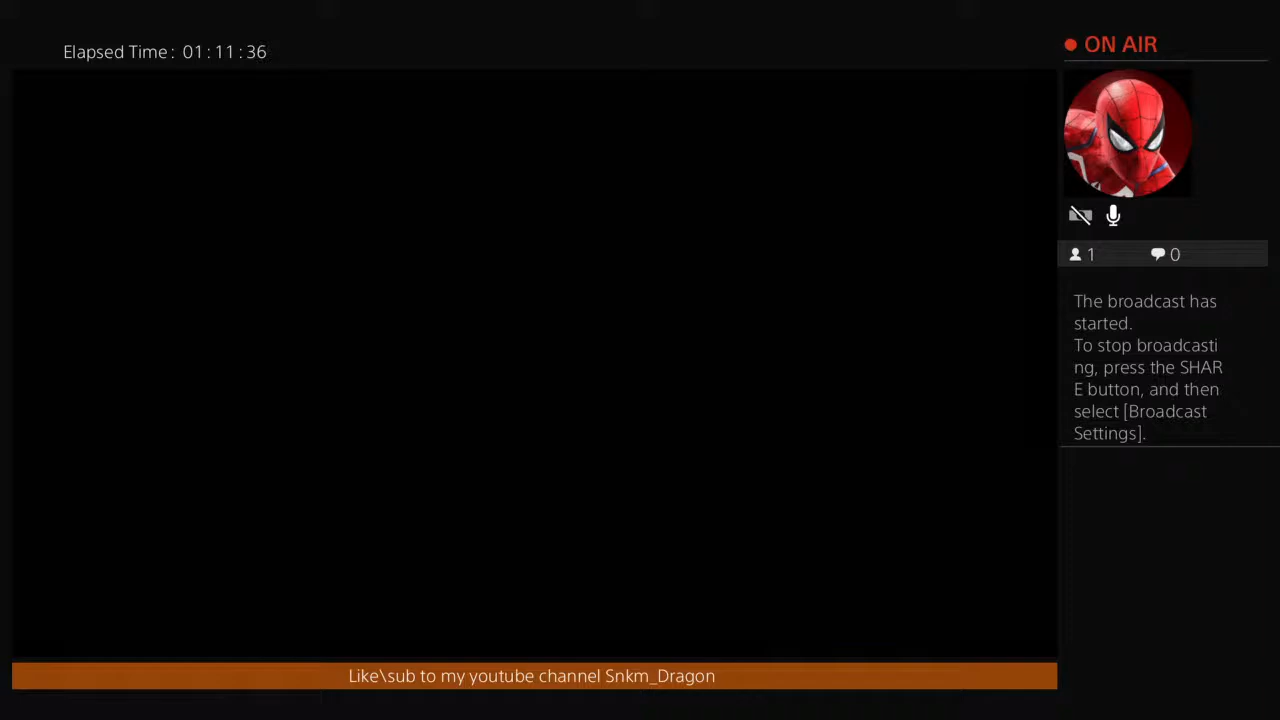 Elapsed Time: 01:11:36
ON AIR
1 0
The broadcast has
started.
To stop broadcasti
ng, press the SHAR
E button, and then
select [Broadcast
Settings].
Like\sub to my youtube channel Snkm_Dragon